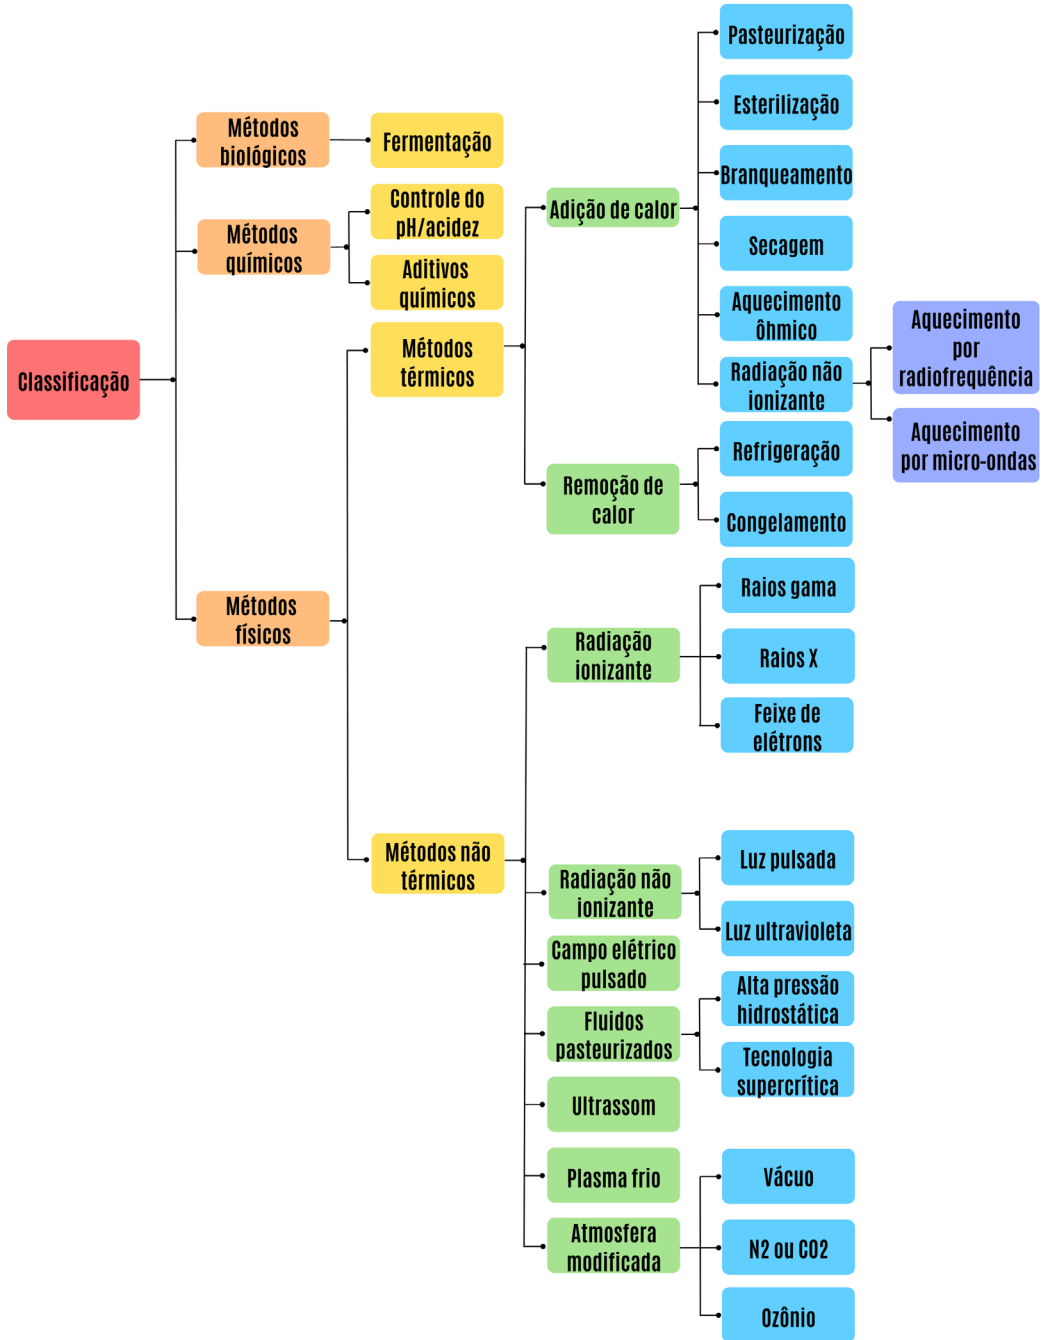 Classificação
Métodos
biológicos
Fermentação
Métodos
químicos
Controle do
pH/acidez
Aditivos
químicos
Métodos
físicos
Métodos
térmicos
Adição de calor
Pasteurização
Esterilização
Branqueamento
Secagem
Aquecimento
ôhmico
Radiação não
ionizante
Aquecimento
por
radiofrequência
Aquecimento
por micro-ondas
Remoção de
calor
Refrigeração
Congelamento
Métodos não
térmicos
Radiação
ionizante
Raios gama
Raios X
Feixe de
elétrons
Radiação não
ionizante
Luz pulsada
Luz ultravioleta
Campo elétrico
pulsado
Fluidos
pasteurizados
Alta pressão
hidrostática
Tecnologia
supercrítica
Ultrassom
Plasma frio
Atmosfera
modificada
Vácuo
N2 ou CO2
Ozônio